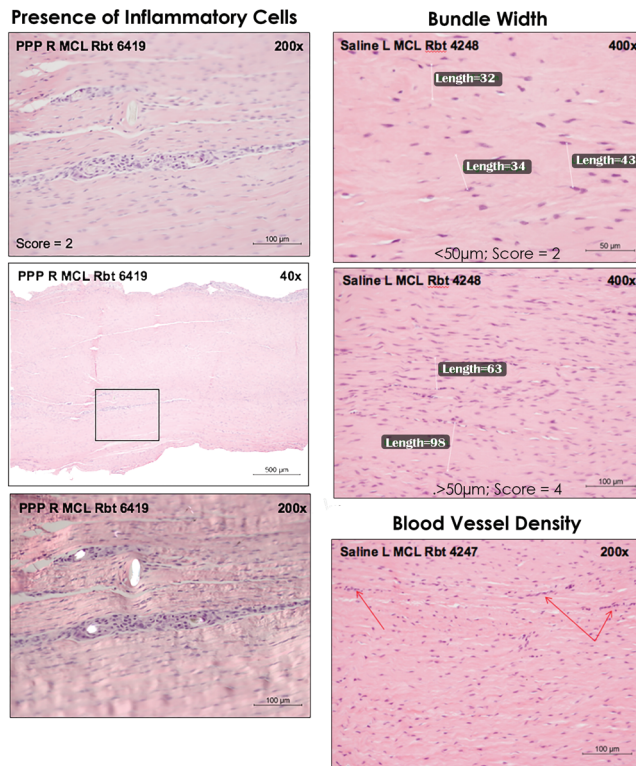 Presence of Inflammatory Cells
PPP R MCL Rbt 6419 200x
Score = 2
100 µm
PPP R MCL Rbt 6419 40x
500 µm
PPP R MCL Rbt 6419 200x
100 µm
Bundle Width
Saline L MCL Rbt 4248 400x
Length=32
Length=34
Length=43
50 µm
<50µm; Score = 2
Saline L MCL Rbt 4248 400x
Length=63
Length=98
100 µm
.>50µm; Score = 4
Blood Vessel Density
Saline L MCL Rbt 4247 200x
100 µm